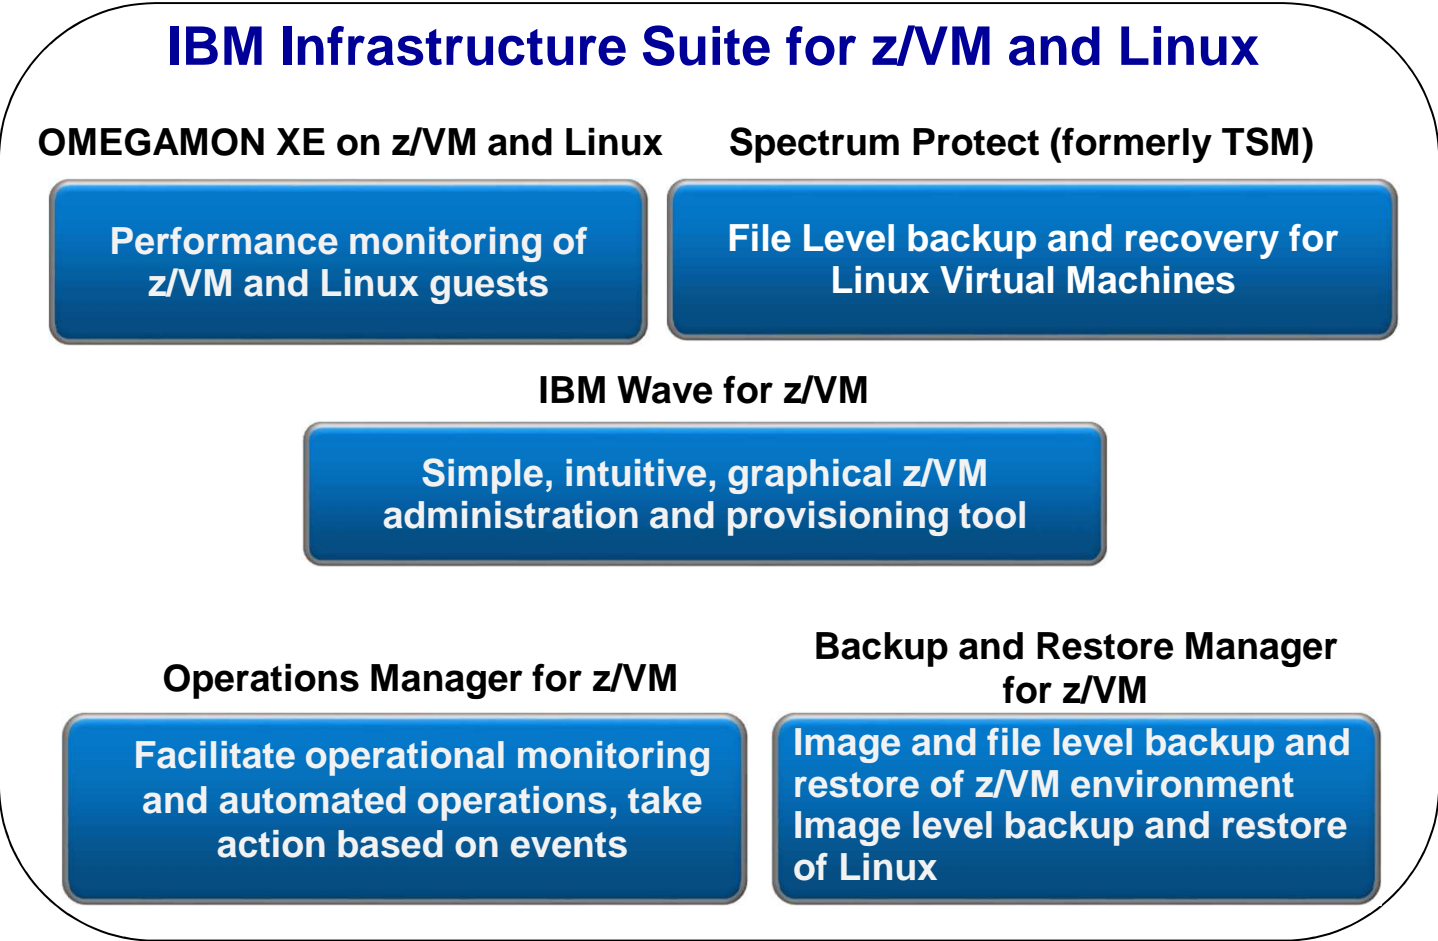 IBM Infrastructure Suite for z/VM and Linux
OMEGAMON XE on z/VM and Linux
Performance monitoring of
z/VM and Linux guests
Spectrum Protect (formerly TSM)
File Level backup and recovery for
Linux Virtual Machines
IBM Wave for z/VM
Simple, intuitive, graphical z/VM
administration and provisioning tool
Operations Manager for z/VM
Facilitate operational monitoring
and automated operations, take
action based on events
Backup and Restore Manager
for z/VM
Image and file level backup and
restore of z/VM environment
Image level backup and restore
of Linux